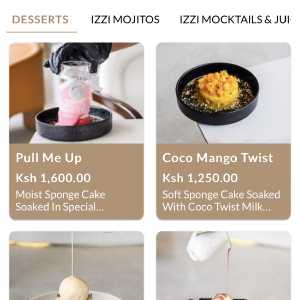 DESSERTS
IZZI MOJITOS
IZZI MOCKTAILS &
Pull Me Up
Ksh 1,600.00
Moist Sponge Cake
Soaked In Special...
Coco Mango Twist
Ksh 1,250.00
Soft Sponge Cake Soaked
With Coco Twist Milk...